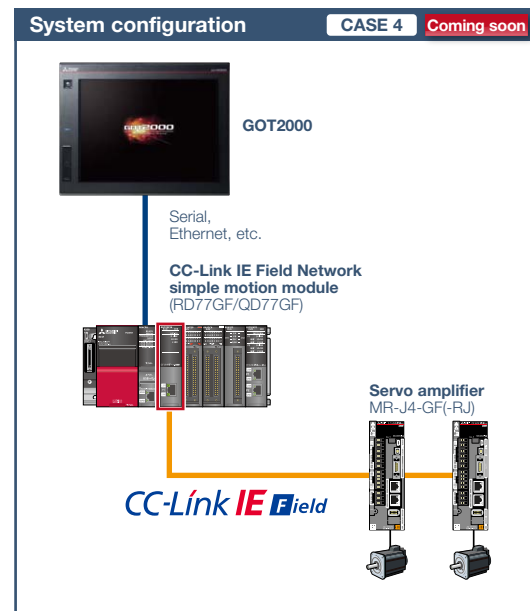 System configuration
CASE 4
Coming soon
GOT2000
GOT2000
Serial,
Ethernet, etc.
CC-Link IE Field Network
simple motion module
(RD77GF/QD77GF)
Servo amplifier
MR-J4-GF(-RJ)
CC-Link IE Field